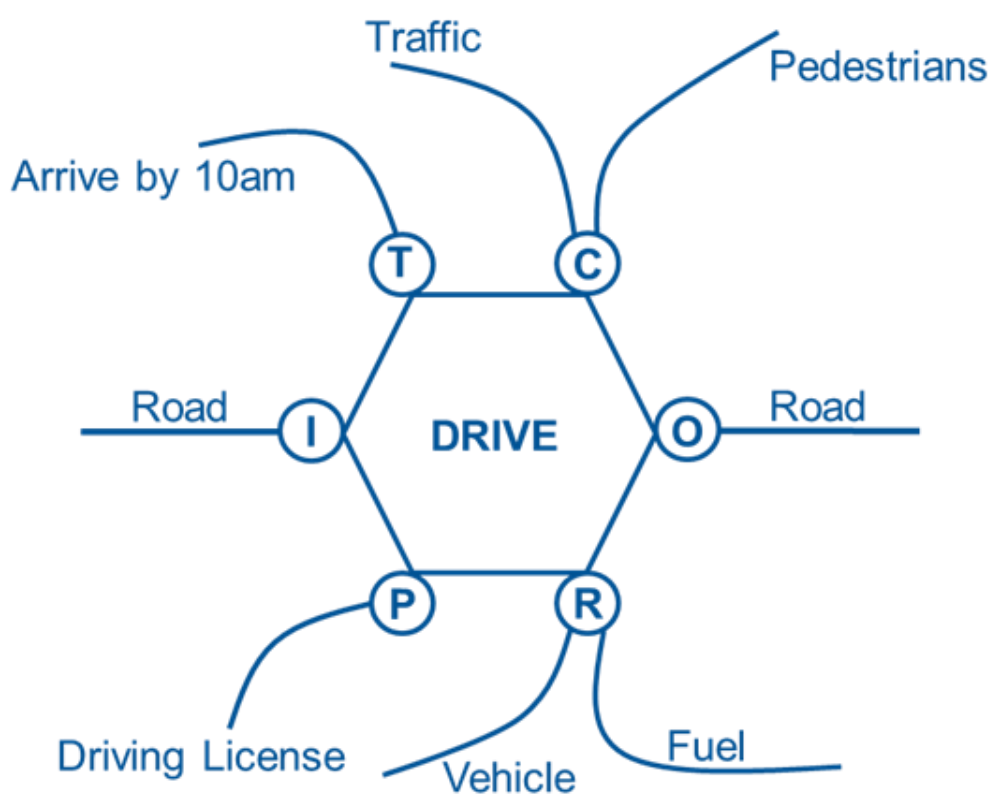 Traffic
Pedestrians
Arrive by 10am
T
C
Road
I
DRIVE
O
Road
P
R
Driving License
Vehicle
Fuel